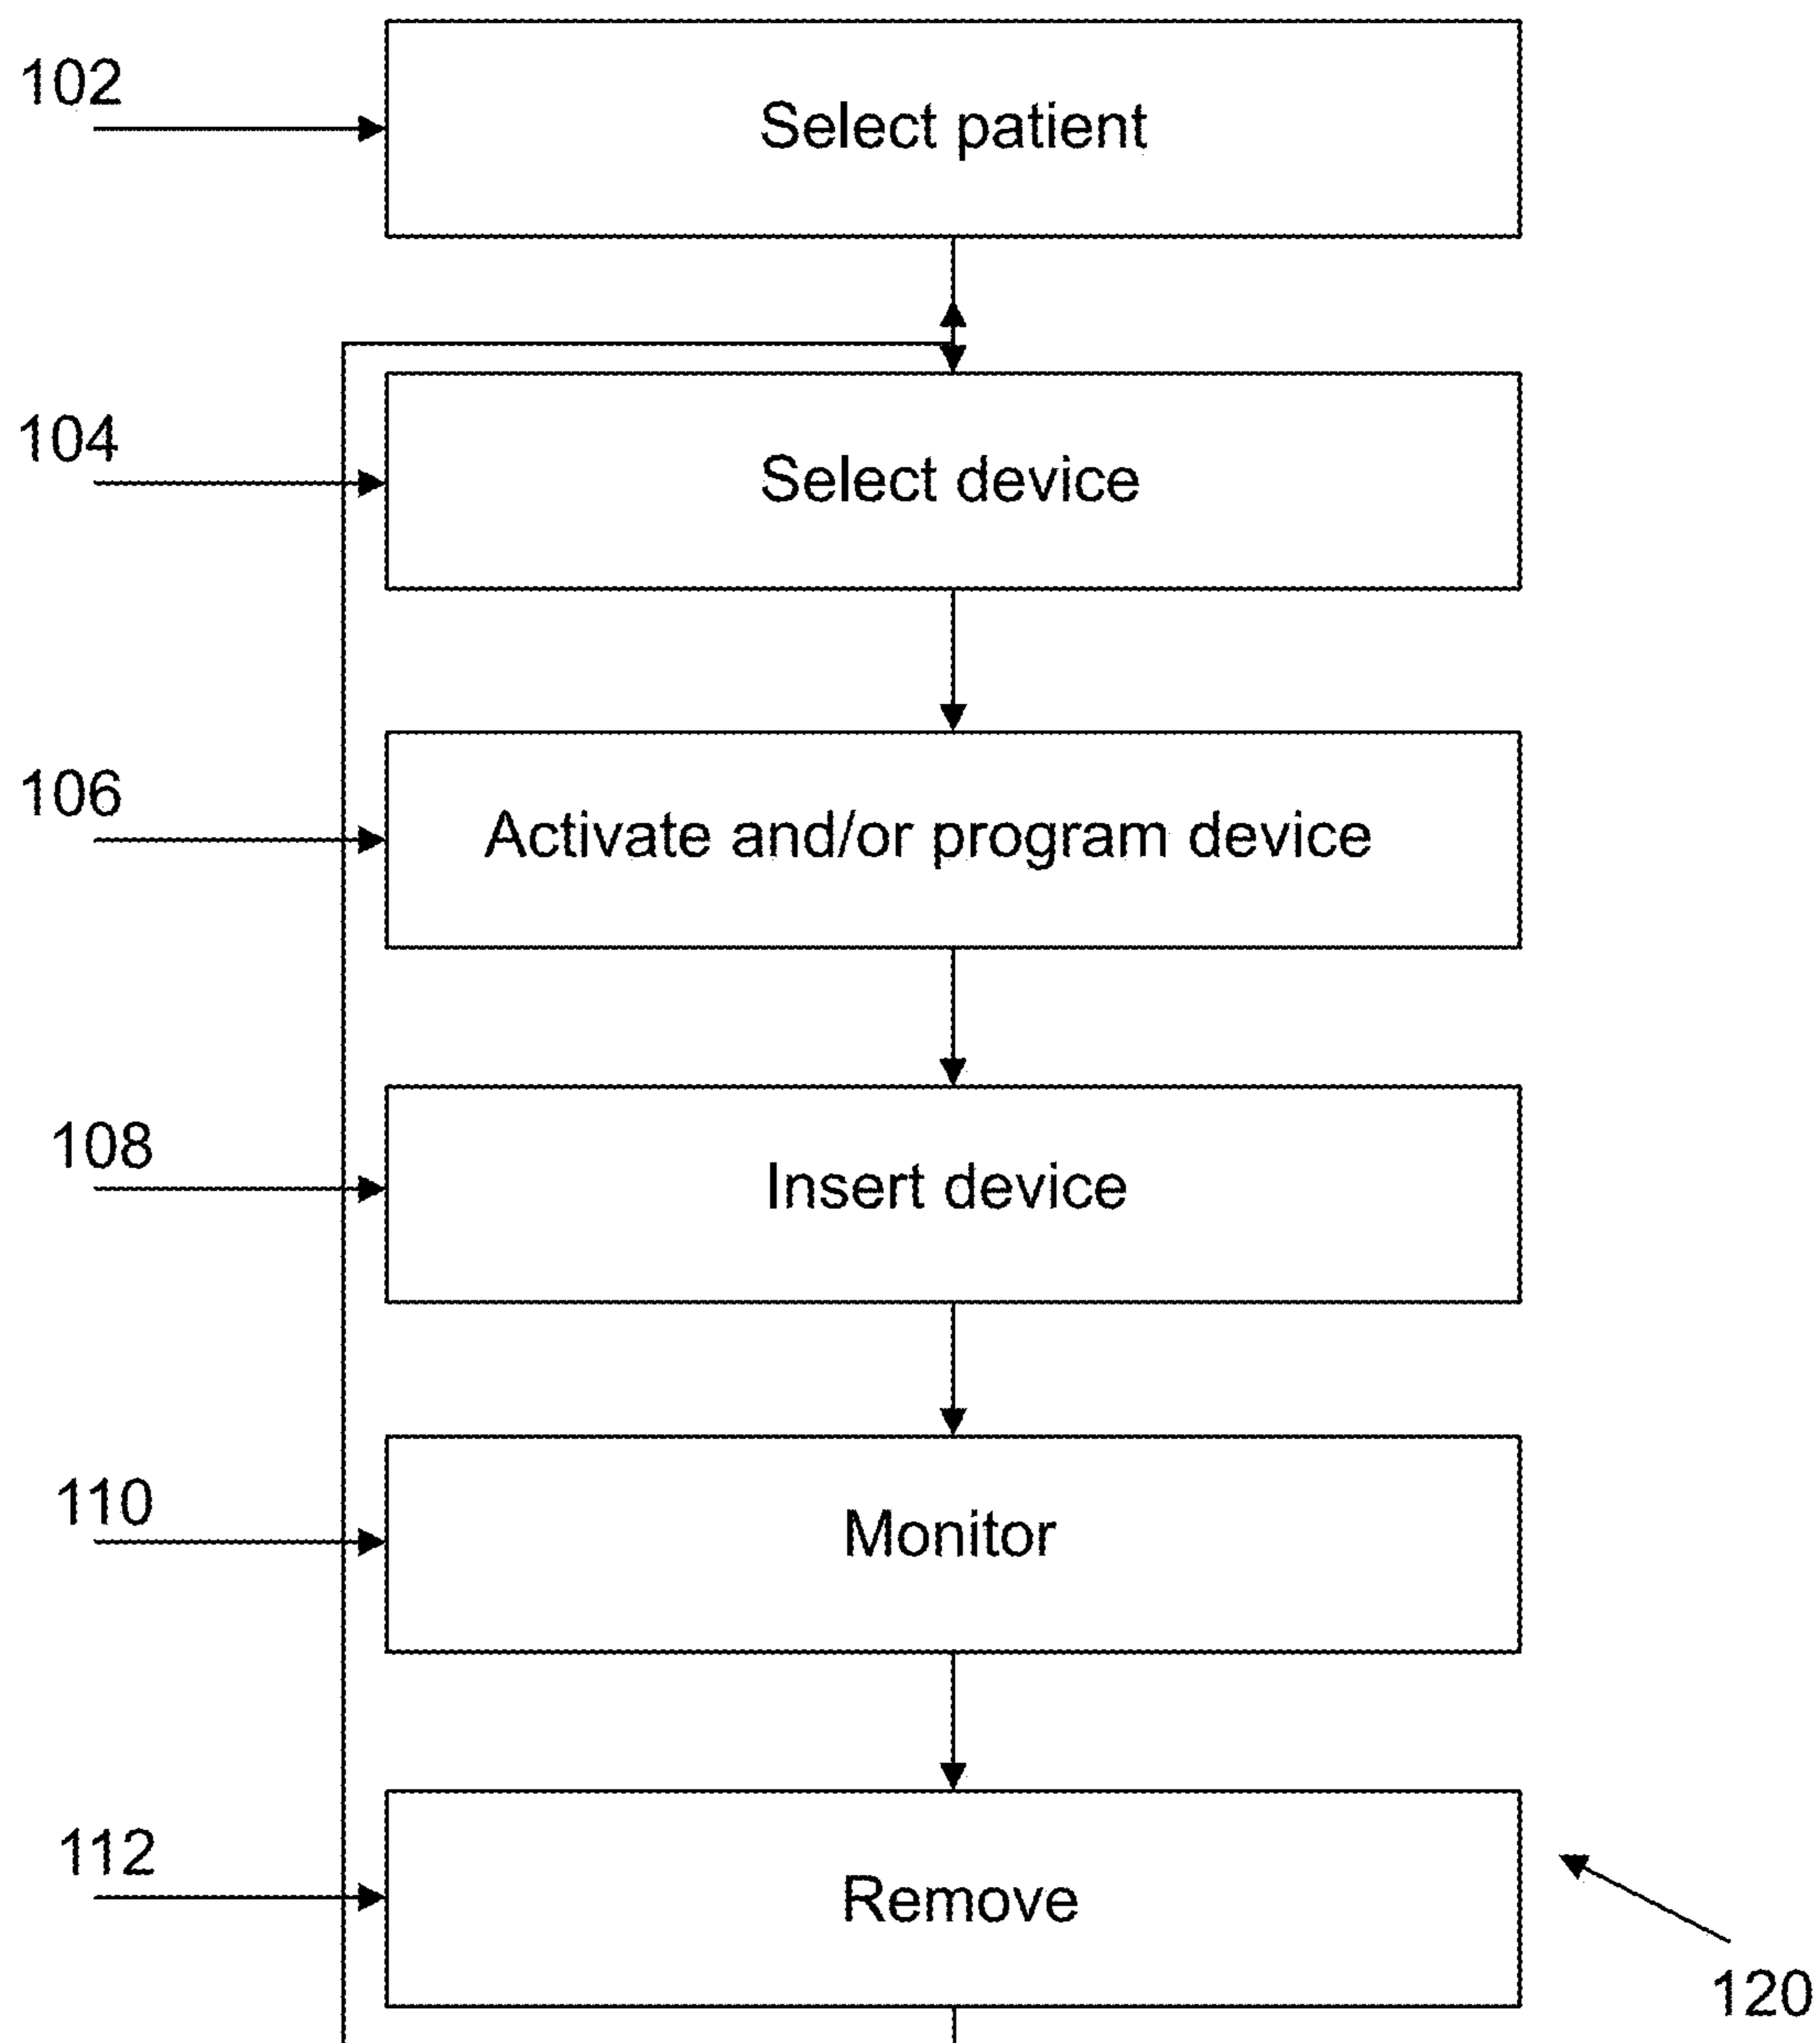 102
Select patient
104
Select device
106
Activate and/or program device
108
Insert device
110
Monitor
112
Remove
120